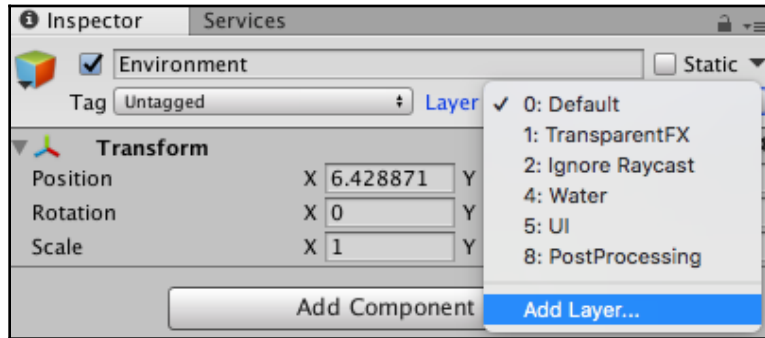 Inspector Services
Environment Static
Tag Untagged Layer ✓ 0: Default
1: TransparentFX
Transform
2: Ignore Raycast
Position X 6.428871 Y
4: Water
Rotation X 0 Y
5: UI
Scale X 1 Y
8: PostProcessing
Add Component
Add Layer...